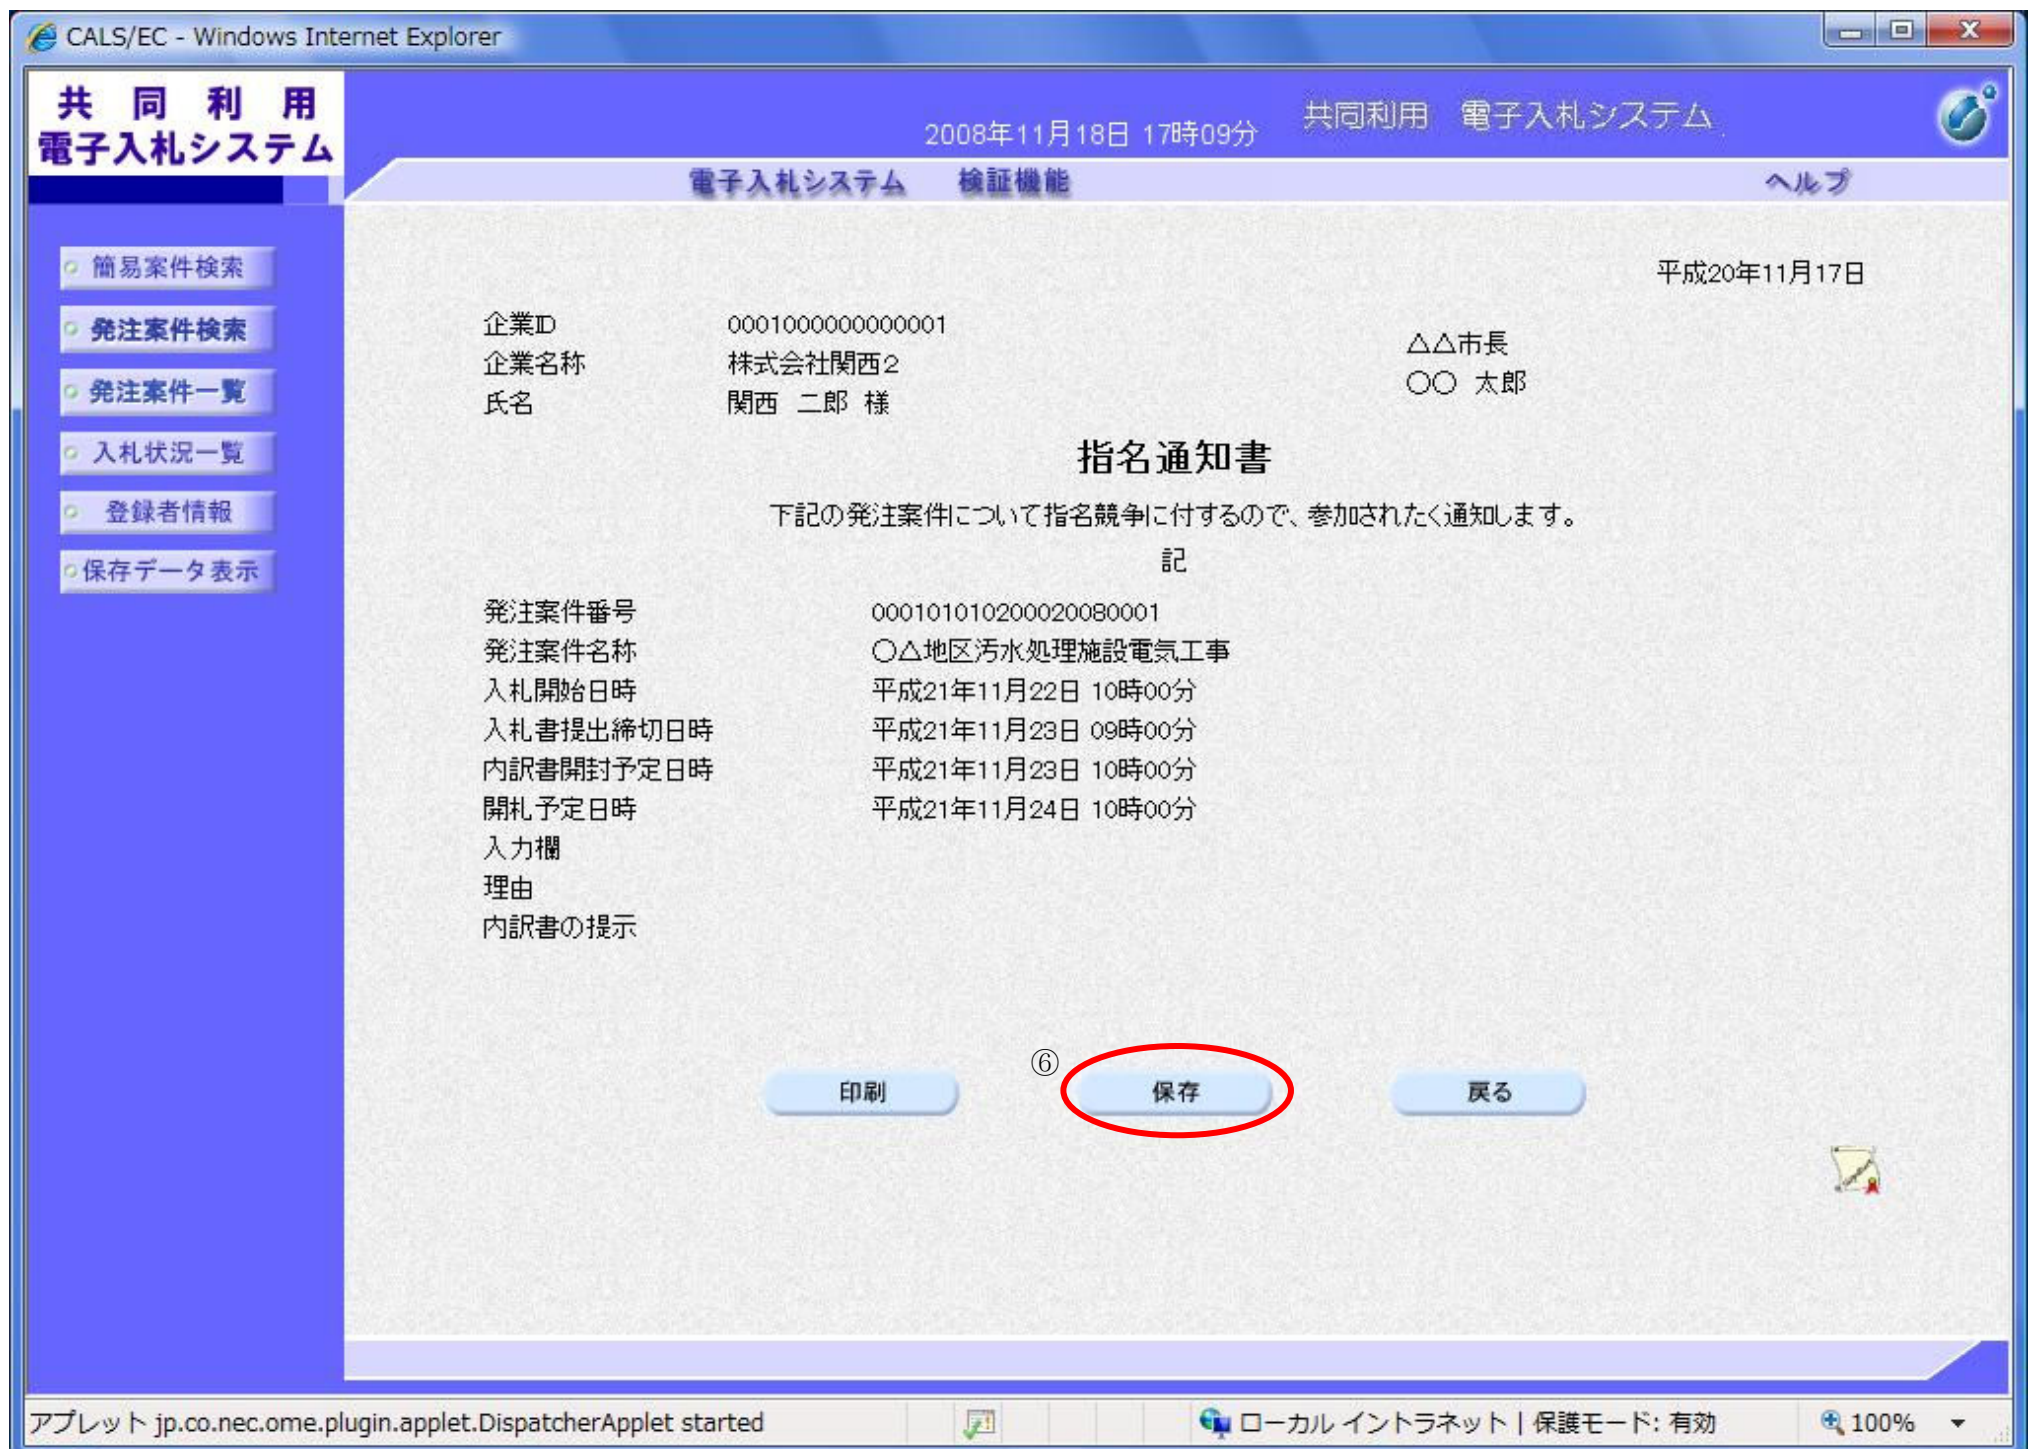 CALS/EC - Windows Internet Explorer
共同利用
電子入札システム
2008年11月18日 17時09分
共同利用 電子入札システム
電子入札システム 検証機能 ヘルプ
簡易案件検索
発注案件検索
発注案件一覧
入札状況一覧
登録者情報
保存データ表示
平成20年11月17日
企業ID 0001000000000001
企業名称 株式会社関西2
氏名 関西 二郎 様
△△市長
〇〇 太郎
指名通知書
下記の発注案件について指名競争に付するので、参加されたく通知します。
記
発注案件番号 000101010200020080001
発注案件名称 〇△地区汚水処理施設電気工事
入札開始日時 平成21年11月22日 10時00分
入札書提出締切日時 平成21年11月23日 09時00分
内訳書開封予定日時 平成21年11月23日 10時00分
開札予定日時 平成21年11月24日 10時00分
入力欄
理由
内訳書の提示
⑥
印刷 保存 戻る
アプレット jp.co.nec.ome.plugin.applet.DispatcherApplet started ローカル イントラネット | 保護モード: 有効 100%